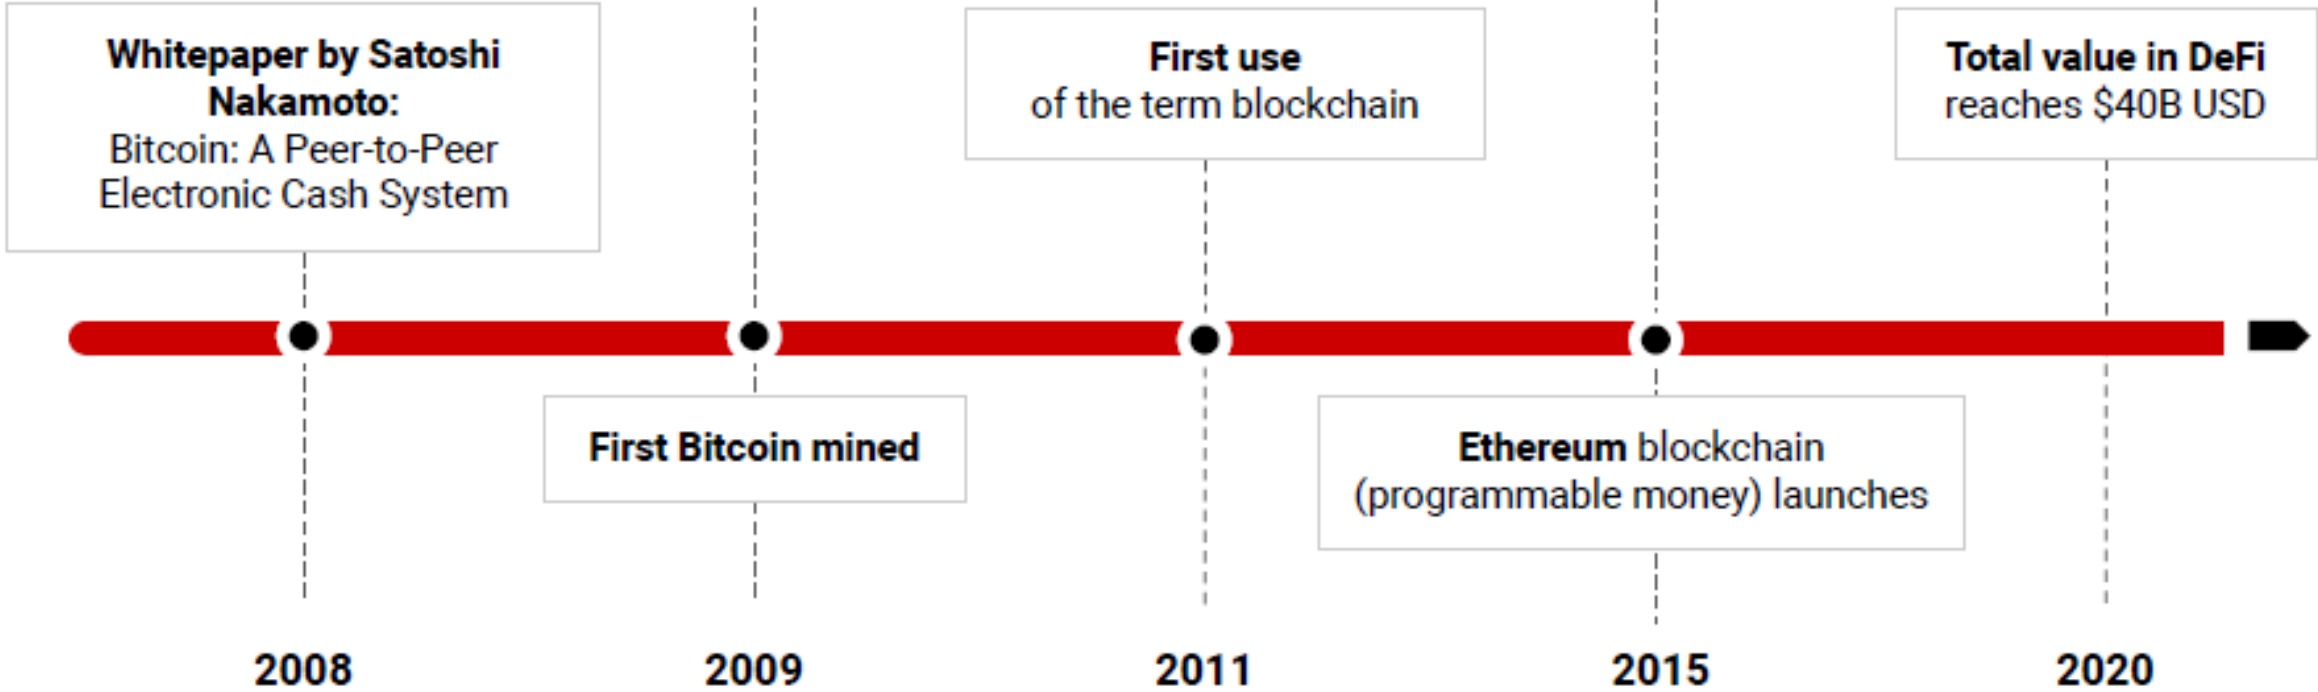 Whitepaper by Satoshi
Nakamoto:
Bitcoin: A Peer-to-Peer
Electronic Cash System
First use
of the term blockchain
Total value in DeFi
reaches $40B USD
First Bitcoin mined
Ethereum blockchain
(programmable money) launches
2008
2009
2011
2015
2020